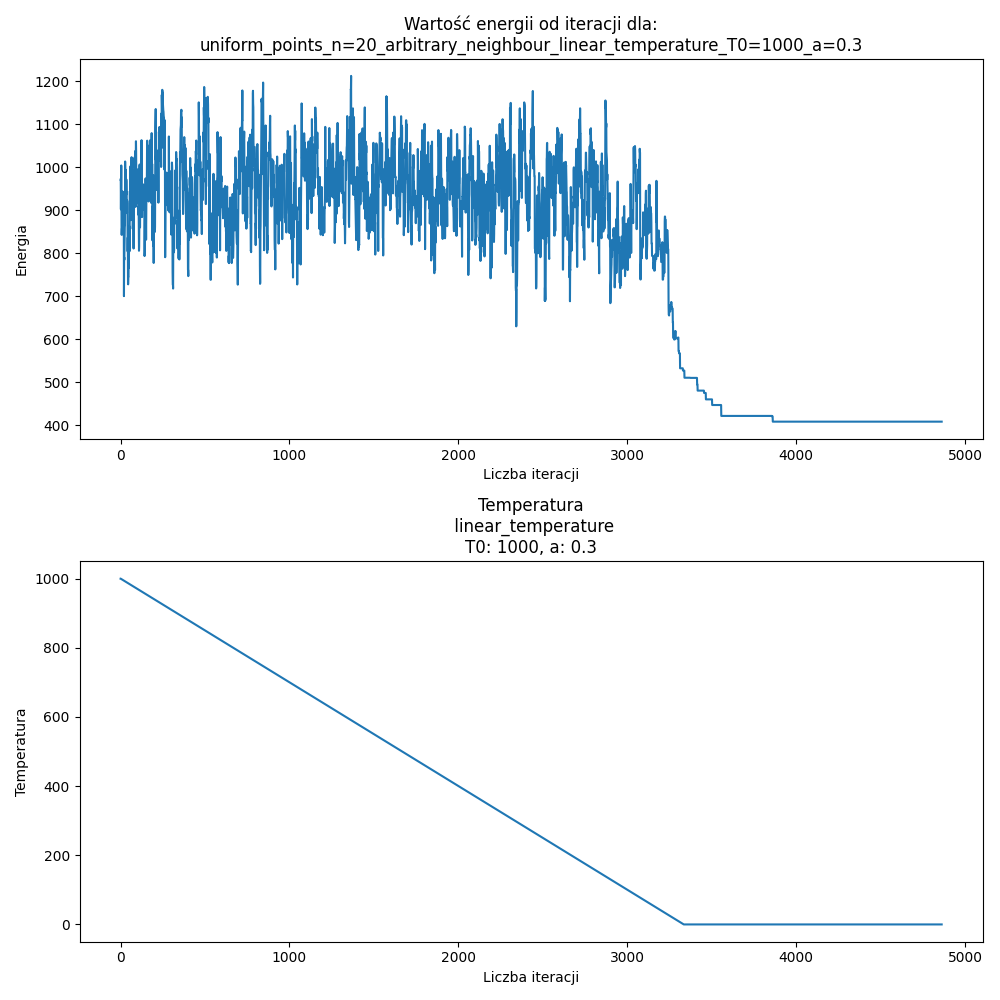 Wartość energii od iteracji dla:
uniform_points_n=20_arbitrary_neighbour_linear_temperature_T0=1000_a=0.3
1200
1100
1000
900
800
700
600
500
400
Energia
0 1000 2000 3000 4000 5000
Liczba iteracji
Temperatura
linear_temperature
T0: 1000, a: 0.3
1000
800
600
400
200
0
Temperatura
0 1000 2000 3000 4000 5000
Liczba iteracji